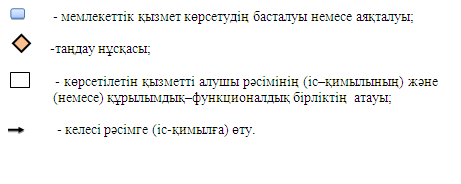 - мемлекеттік қызмет көрсетудің басталуы немесе аяқталуы;
-таңдау нұсқасы;
- көрсетілетін қызметті алушы рәсімінің (іс–қимылының) және
(немесе) құрылымдық–функционалдық бірліктің атауы;
- келесі рәсімге (іс-қимылға) өту.